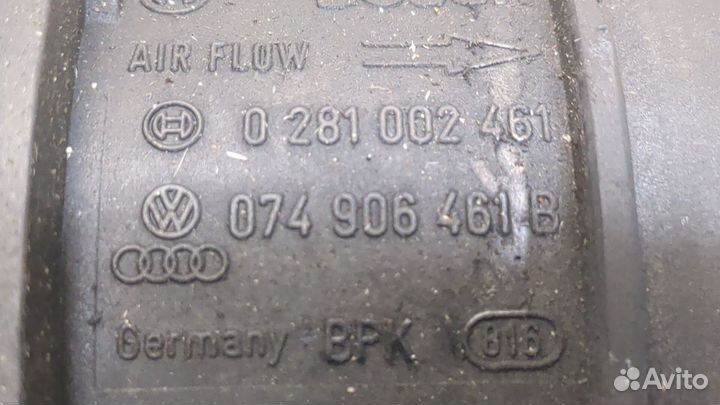 AIR FLOW
0 281 002 461
074 906 461 B
Germany BPK 816
Avito